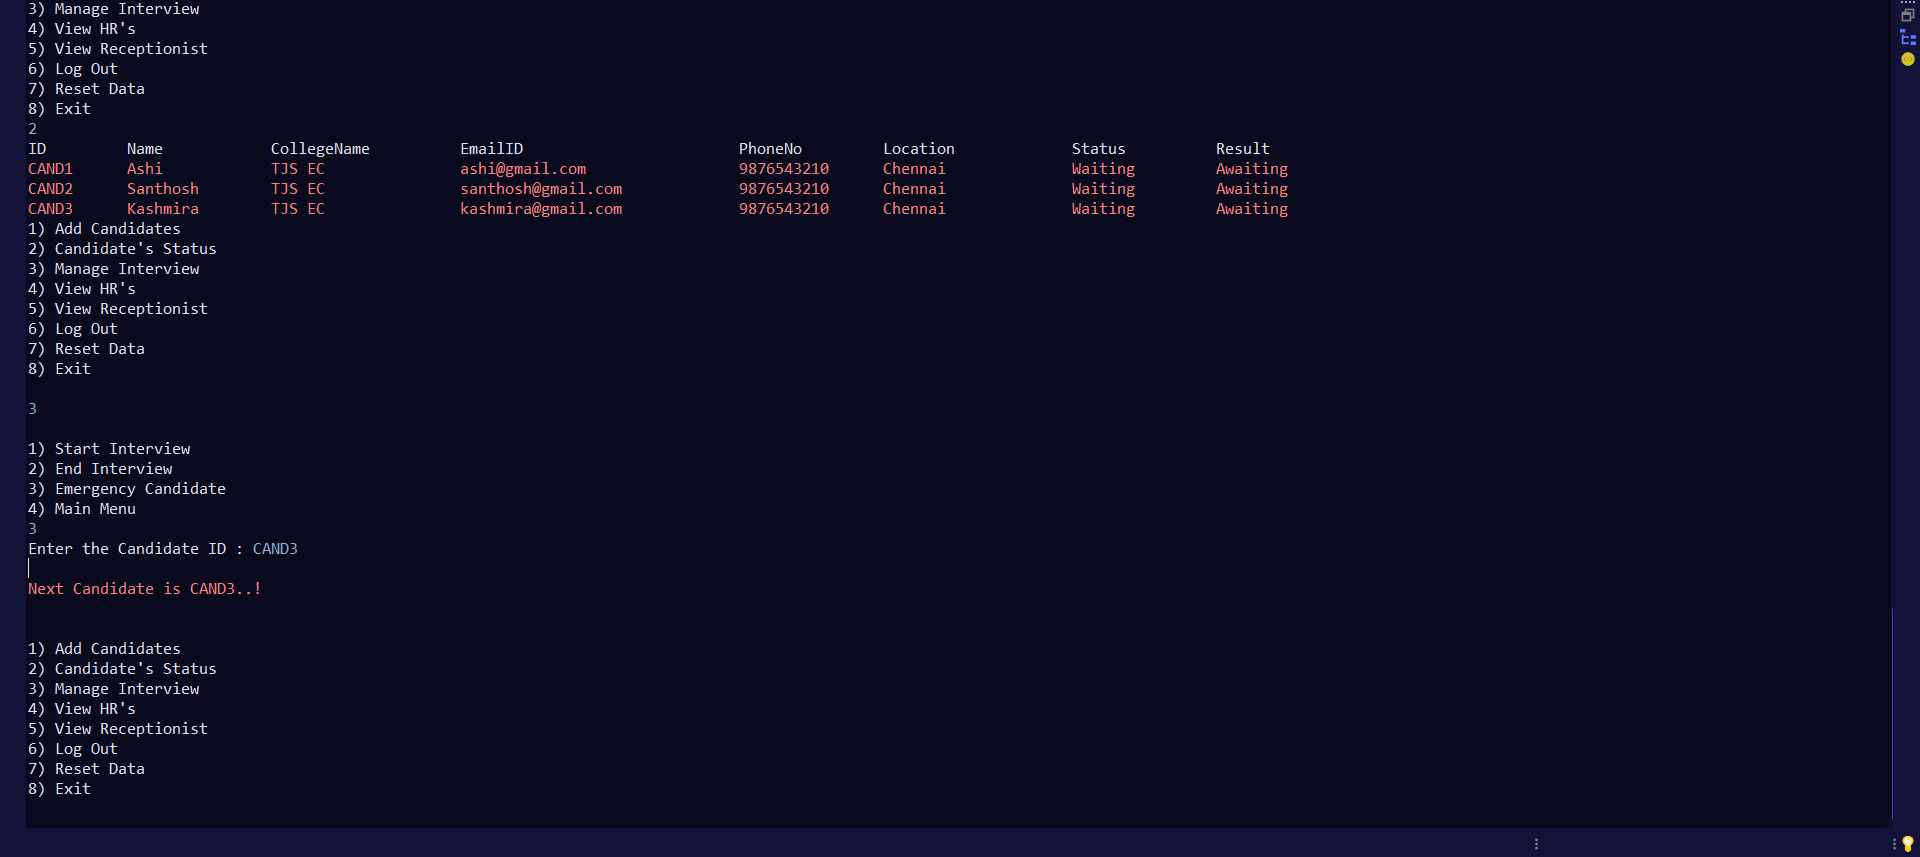 3) Manage Interview
4) View HR's
5) View Receptionist
6) Log Out
7) Reset Data
8) Exit
2
ID Name CollegeName EmailID PhoneNo Location Status Result
CAND1 Ashi TJS EC ashi@gmail.com 9876543210 Chennai Waiting Awaiting
CAND2 Santhosh TJS EC santhosh@gmail.com 9876543210 Chennai Waiting Awaiting
CAND3 Kashmira TJS EC kashmira@gmail.com 9876543210 Chennai Waiting Awaiting
1) Add Candidates
2) Candidate's Status
3) Manage Interview
4) View HR's
5) View Receptionist
6) Log Out
7) Reset Data
8) Exit
3
1) Start Interview
2) End Interview
3) Emergency Candidate
4) Main Menu
3
Enter the Candidate ID : CAND3
Next Candidate is CAND3..!
1) Add Candidates
2) Candidate's Status
3) Manage Interview
4) View HR's
5) View Receptionist
6) Log Out
7) Reset Data
8) Exit